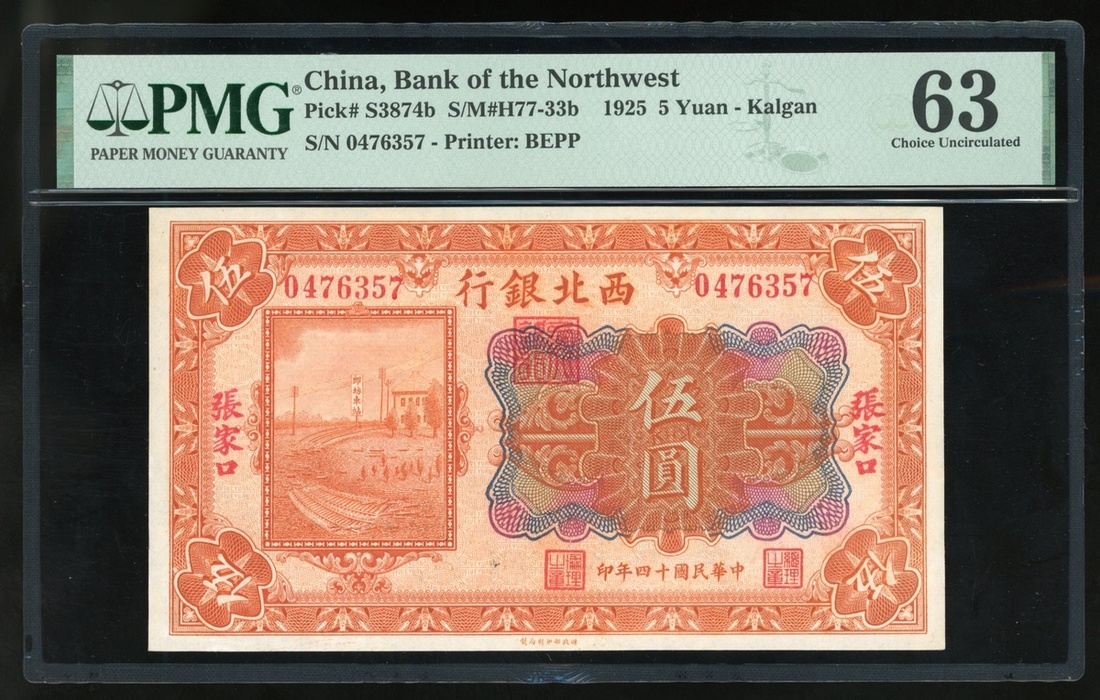 PMG®
PAPER MONEY GUARANTY
China, Bank of the Northwest
Pick# S3874b S/M#H77-33b 1925 5 Yuan - Kalgan
S/N 0476357 - Printer: BEPP
63
Choice Uncirculated
伍
0476357
行銀北西
0476357
伍
張家口
伍圓
張家口
伍
印年四十國民華中
伍